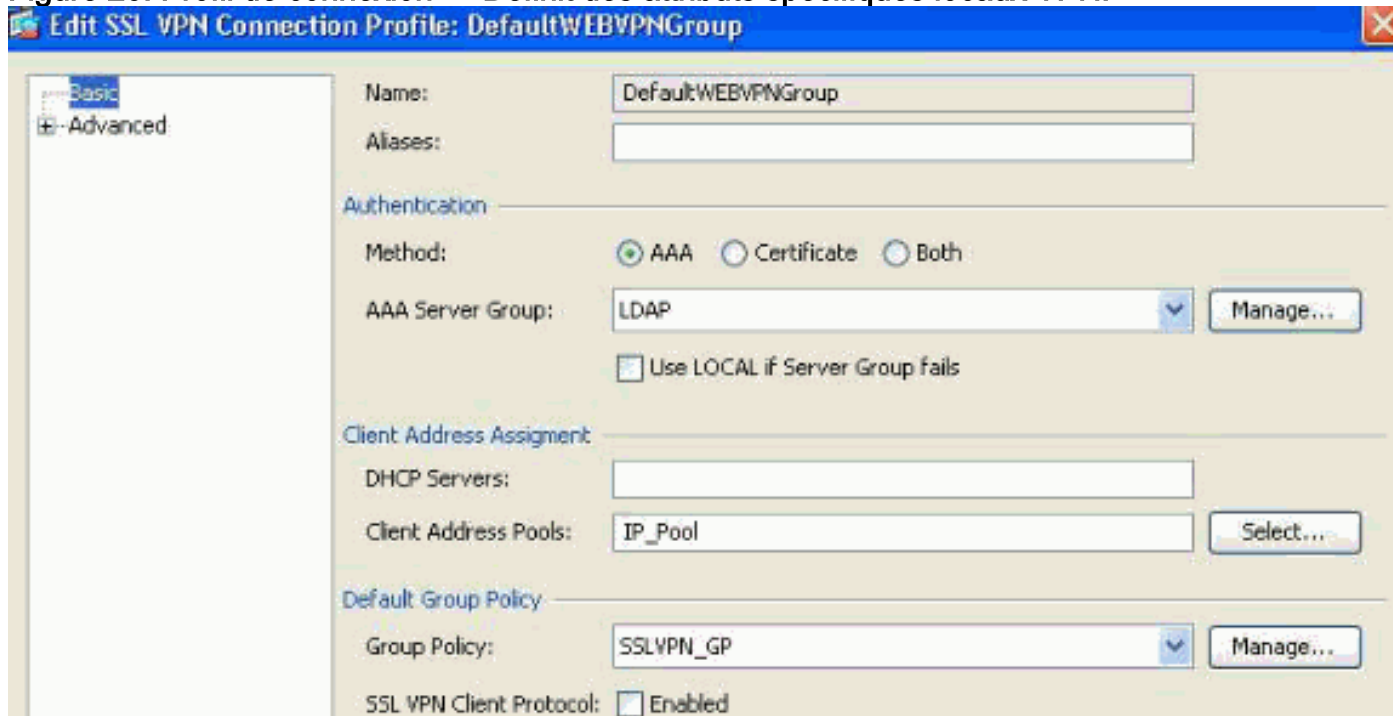 Edit SSL VPN Connection Profile: DefaultWEBVPNGroup
Basic
Advanced
Name: DefaultWEBVPNGroup
Aliases:
Authentication
Method: AAA Certificate Both
AAA Server Group: LDAP Manage...
Use LOCAL if Server Group fails
Client Address Assigment
DHCP Servers:
Client Address Pools: IP_Pool Select...
Default Group Policy
Group Policy: SSLVPN_GP Manage...
SSL VPN Client Protocol: Enabled